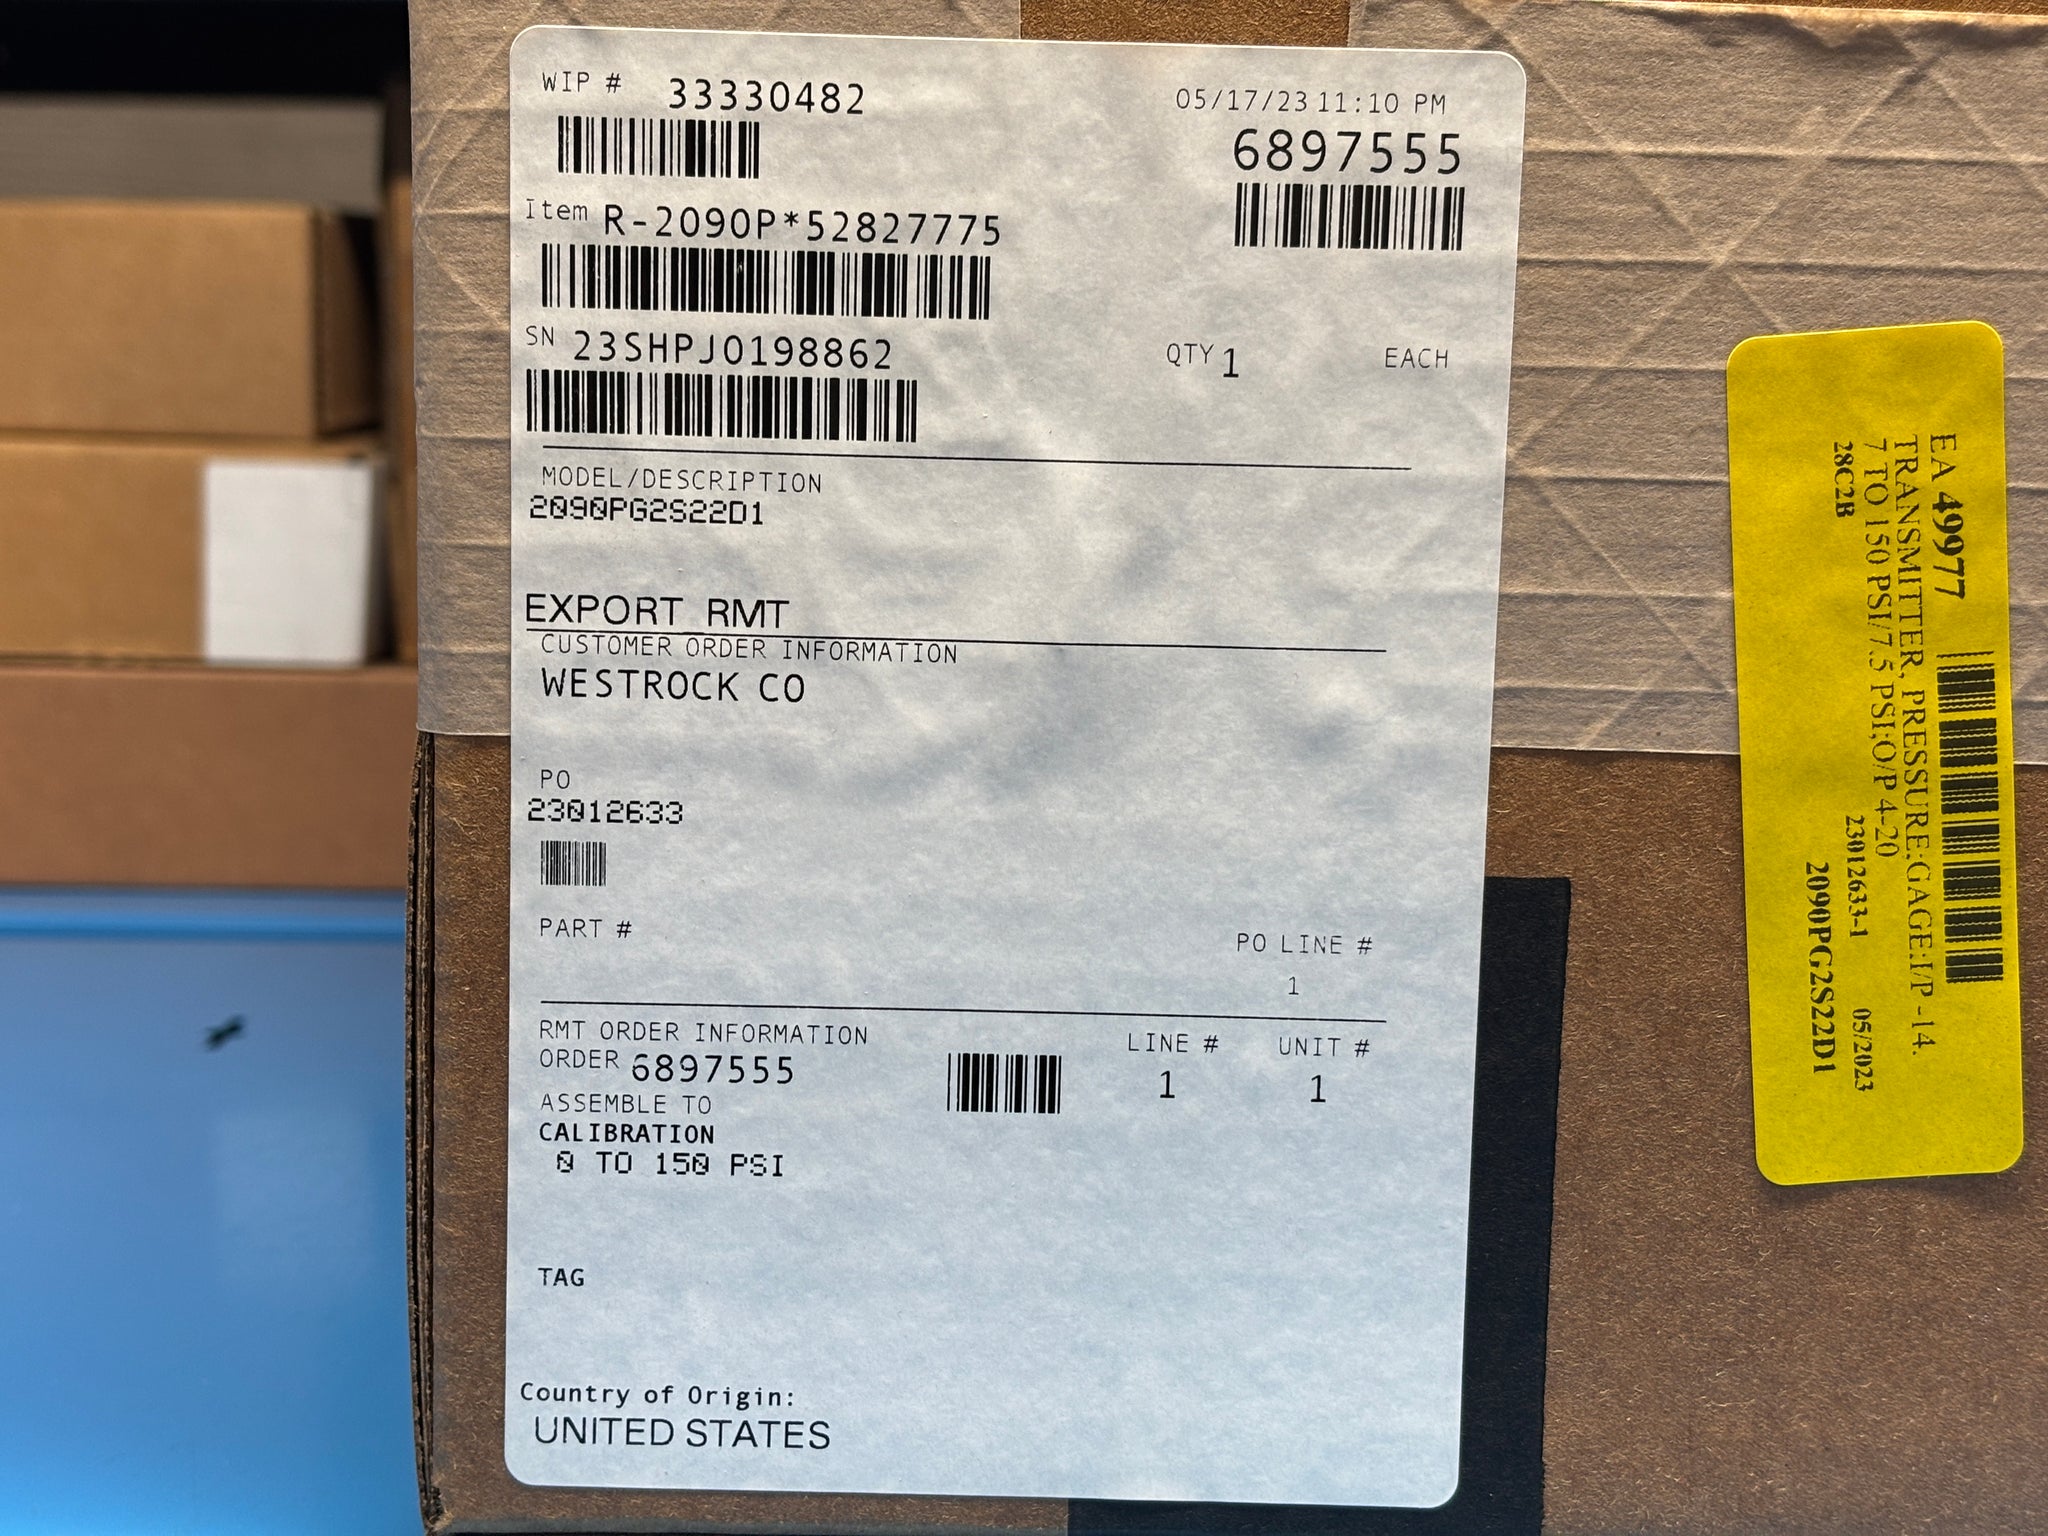 WIP # 33330482
05/17/23 11:10 PM
6897555
Item R-2090P*52827775
SN 23SHPJ0198862
QTY 1 EACH
MODEL/DESCRIPTION
2090PG2S22D1
EXPORT RMT
CUSTOMER ORDER INFORMATION
WESTROCK CO
PO
23012633
PART #
PO LINE #
1
RMT ORDER INFORMATION
ORDER 6897555
LINE # UNIT #
1 1
ASSEMBLE TO
CALIBRATION
0 TO 150 PSI
TAG
Country of Origin:
UNITED STATES
EA 49977
TRANSMITTER, PRESSURE:GAGE:I/P -14.
7 TO 150 PSI/7.5 PSI;O/P 4-20
28C2B 23012633-1 05/2023
2090PG2S22D1